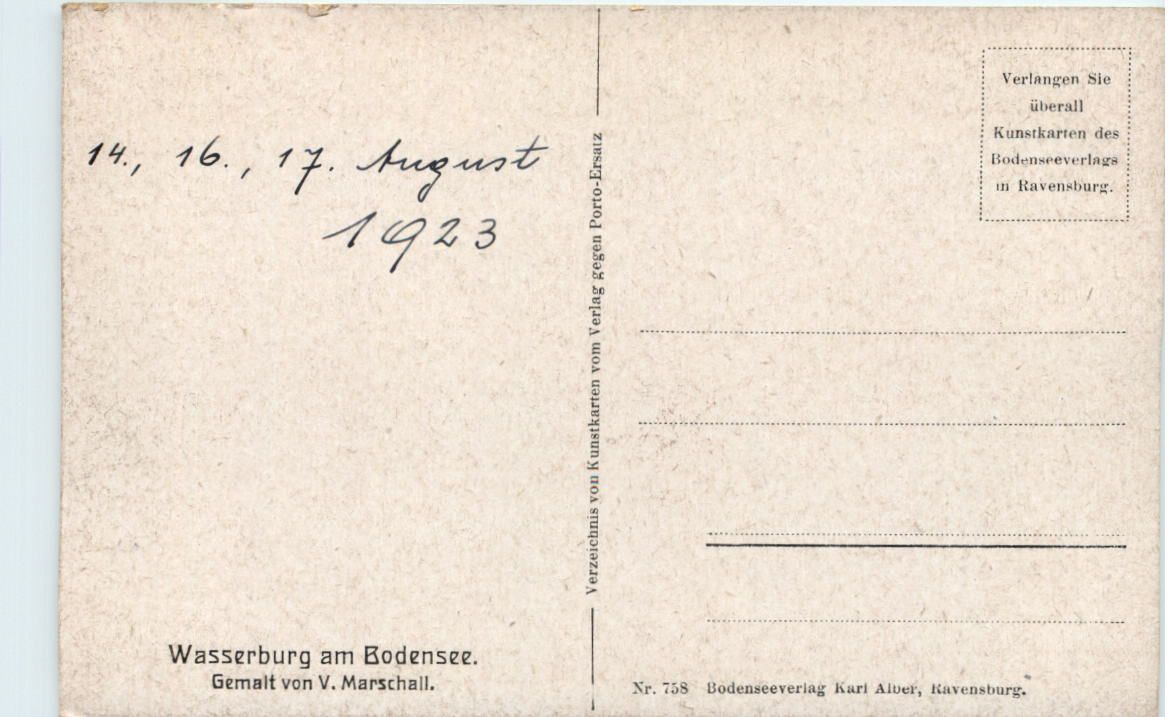 14., 16., 17. August
1923
Wasserburg am Bodensee.
Gemalt von V. Marschall.
Verzeichnis von Kunstkarten vom Verlag gegen Porto-Ersatz
Verlangen Sie
überall
Kunstkarten des
Bodenseeverlags
in Ravensburg.
Nr. 758 Bodenseeverlag Karl Alber, Ravensburg.